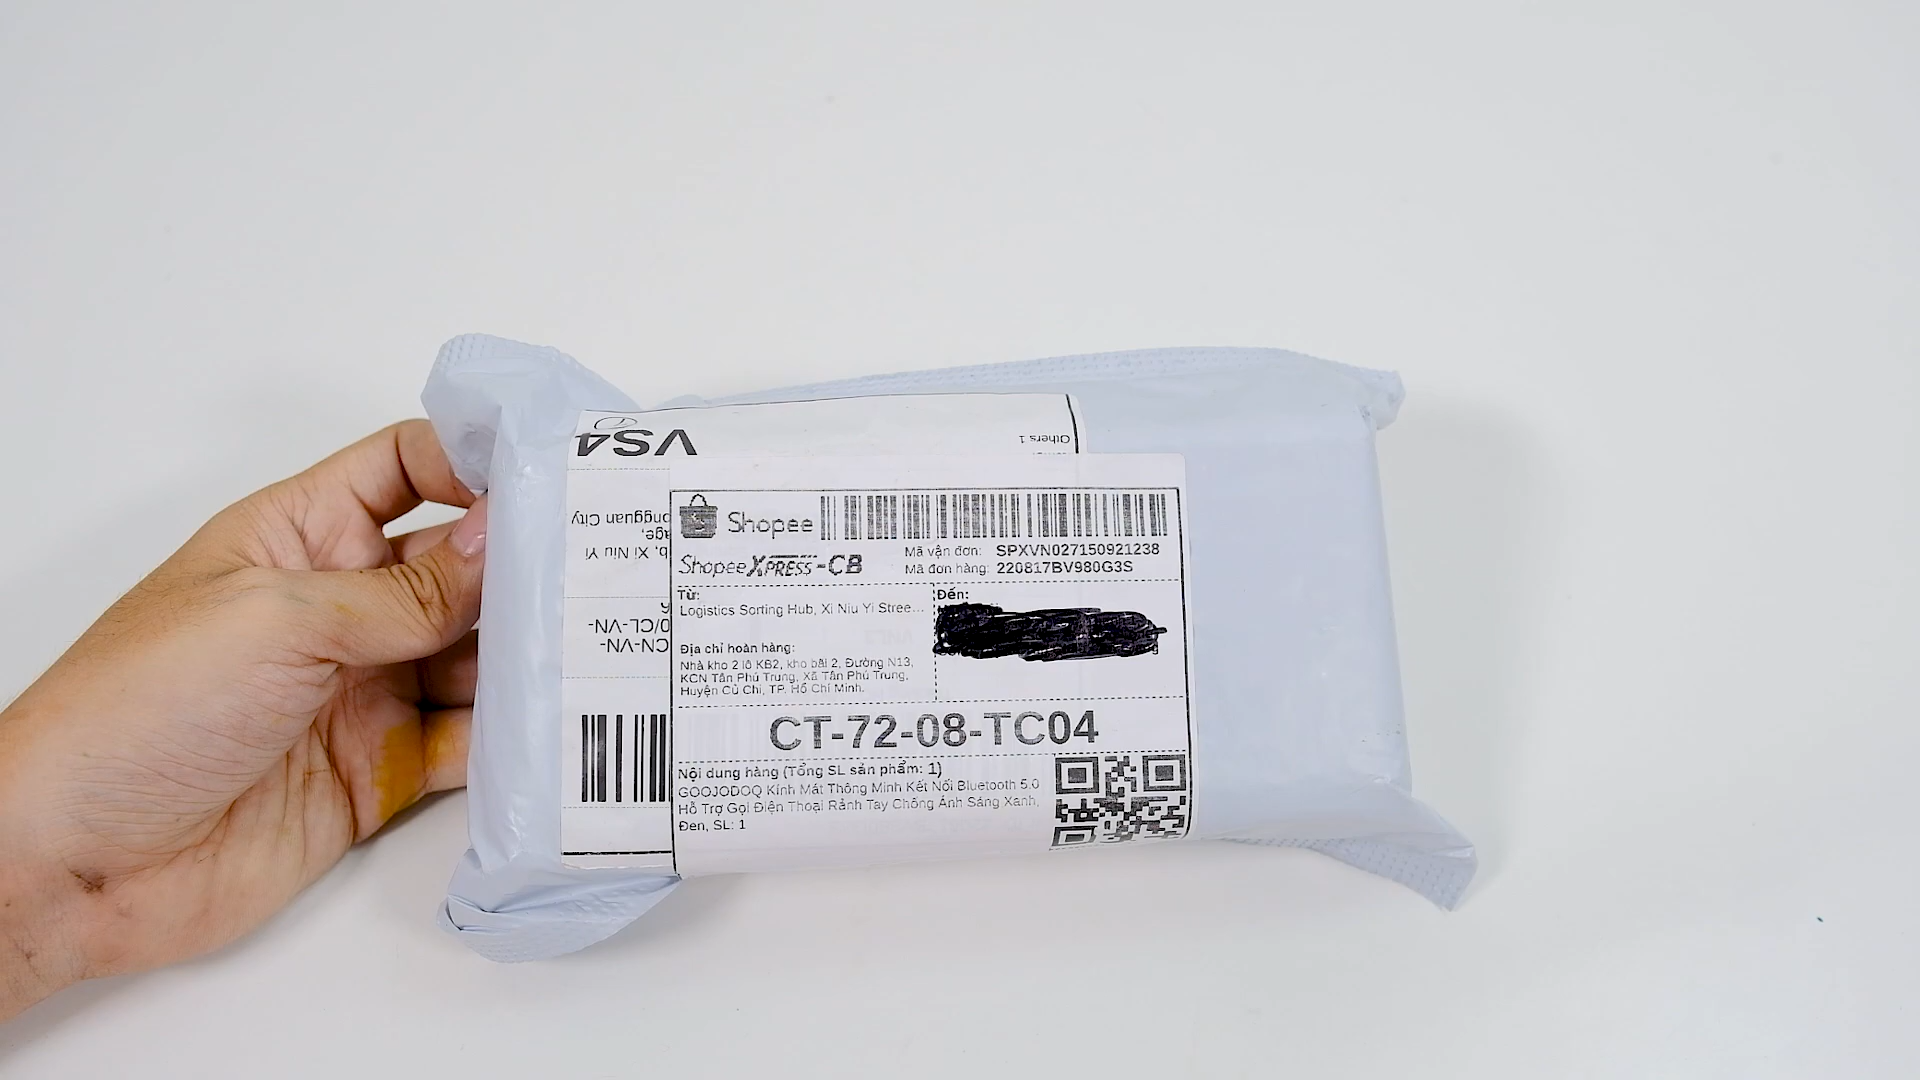 VS4
Others 1
ongguan City
age,
b, Xi Niu Yi
0/CL-VN-
CN-VN-
Shopee
Shopee XPRESS-CB
Mã vận đơn: SPXVN027150921238
Mã đơn hàng: 220817BV980G3S
Từ:
Logistics Sorting Hub, Xi Niu Yi Stree...
Địa chỉ hoàn hàng:
Nhà kho 2 lô KB2, kho bãi 2, Đường N13,
KCN Tân Phú Trung, Xã Tân Phú Trung,
Huyện Củ Chi, TP. Hồ Chí Minh.
Đến:
CT-72-08-TC04
Nội dung hàng (Tổng SL sản phẩm: 1)
GOOJODOQ Kính Mát Thông Minh Kết Nối Bluetooth 5.0
Hỗ Trợ Gọi Điện Thoại Rảnh Tay Chống Ánh Sáng Xanh,
Đen, SL: 1